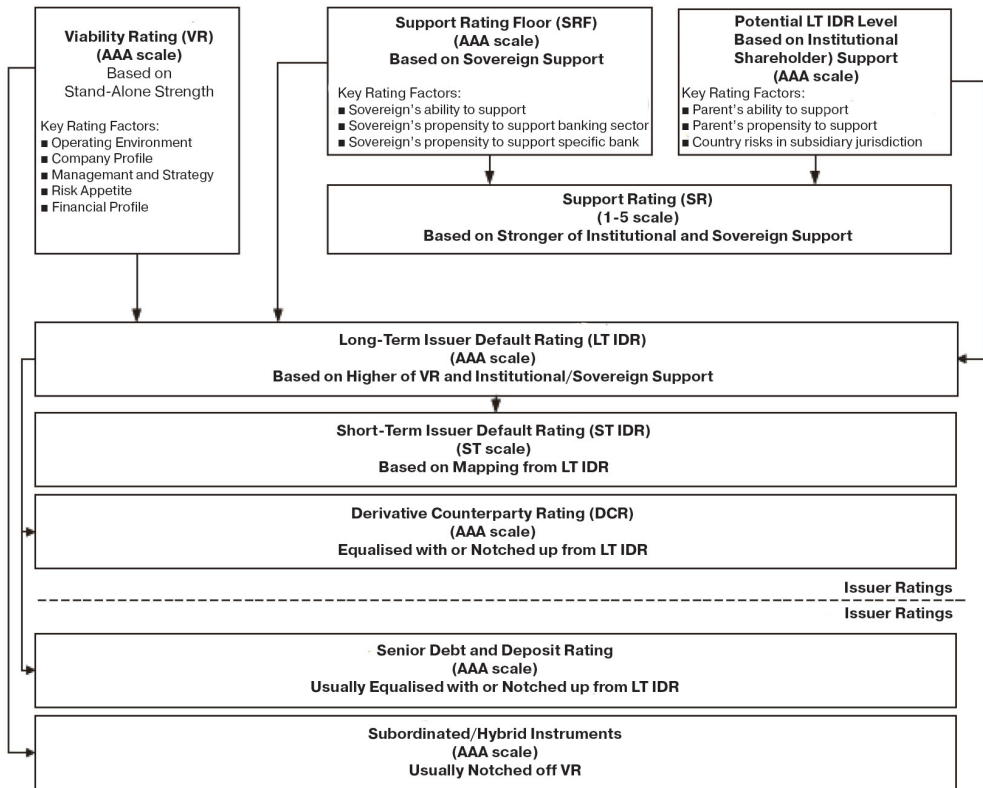 Viability Rating (VR)
(AAA scale)
Based on
Stand-Alone Strength
Key Rating Factors:
■ Operating Environment
■ Company Profile
■ Management and Strategy
■ Risk Appetite
■ Financial Profile
Support Rating Floor (SRF)
(AAA scale)
Based on Sovereign Support
Key Rating Factors:
■ Sovereign's ability to support
■ Sovereign's propensity to support banking sector
■ Sovereign's propensity to support specific bank
Potential LT IDR Level
Based on Institutional
Shareholder) Support
(AAA scale)
Key Rating Factors:
■ Parent's ability to support
■ Parent's propensity to support
■ Country risks in subsidiary jurisdiction
Support Rating (SR)
(1-5 scale)
Based on Stronger of Institutional and Sovereign Support
Long-Term Issuer Default Rating (LT IDR)
(AAA scale)
Based on Higher of VR and Institutional/Sovereign Support
Short-Term Issuer Default Rating (ST IDR)
(ST scale)
Based on Mapping from LT IDR
Derivative Counterparty Rating (DCR)
(AAA scale)
Equalised with or Notched up from LT IDR
Issuer Ratings
Issuer Ratings
Senior Debt and Deposit Rating
(AAA scale)
Usually Equalised with or Notched up from LT IDR
Subordinated/Hybrid Instruments
(AAA scale)
Usually Notched off VR